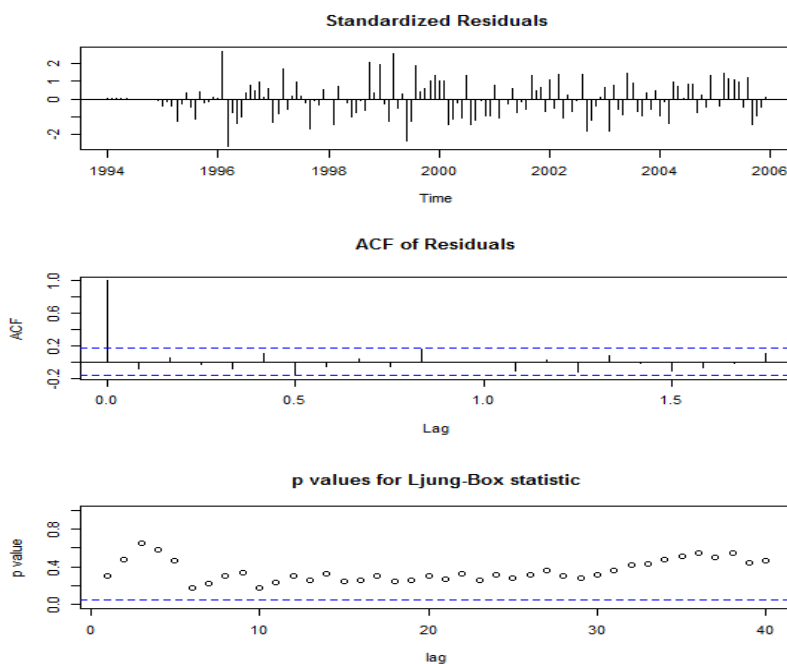 Standardized Residuals
2
1
0
-2
1994 1996 1998 2000 2002 2004 2006
Time
ACF of Residuals
ACF
1.0
0.6
0.2
-0.2
0.0 0.5 1.0 1.5
Lag
p values for Ljung-Box statistic
p value
0.8
0.4
0.0
0 10 20 30 40
lag